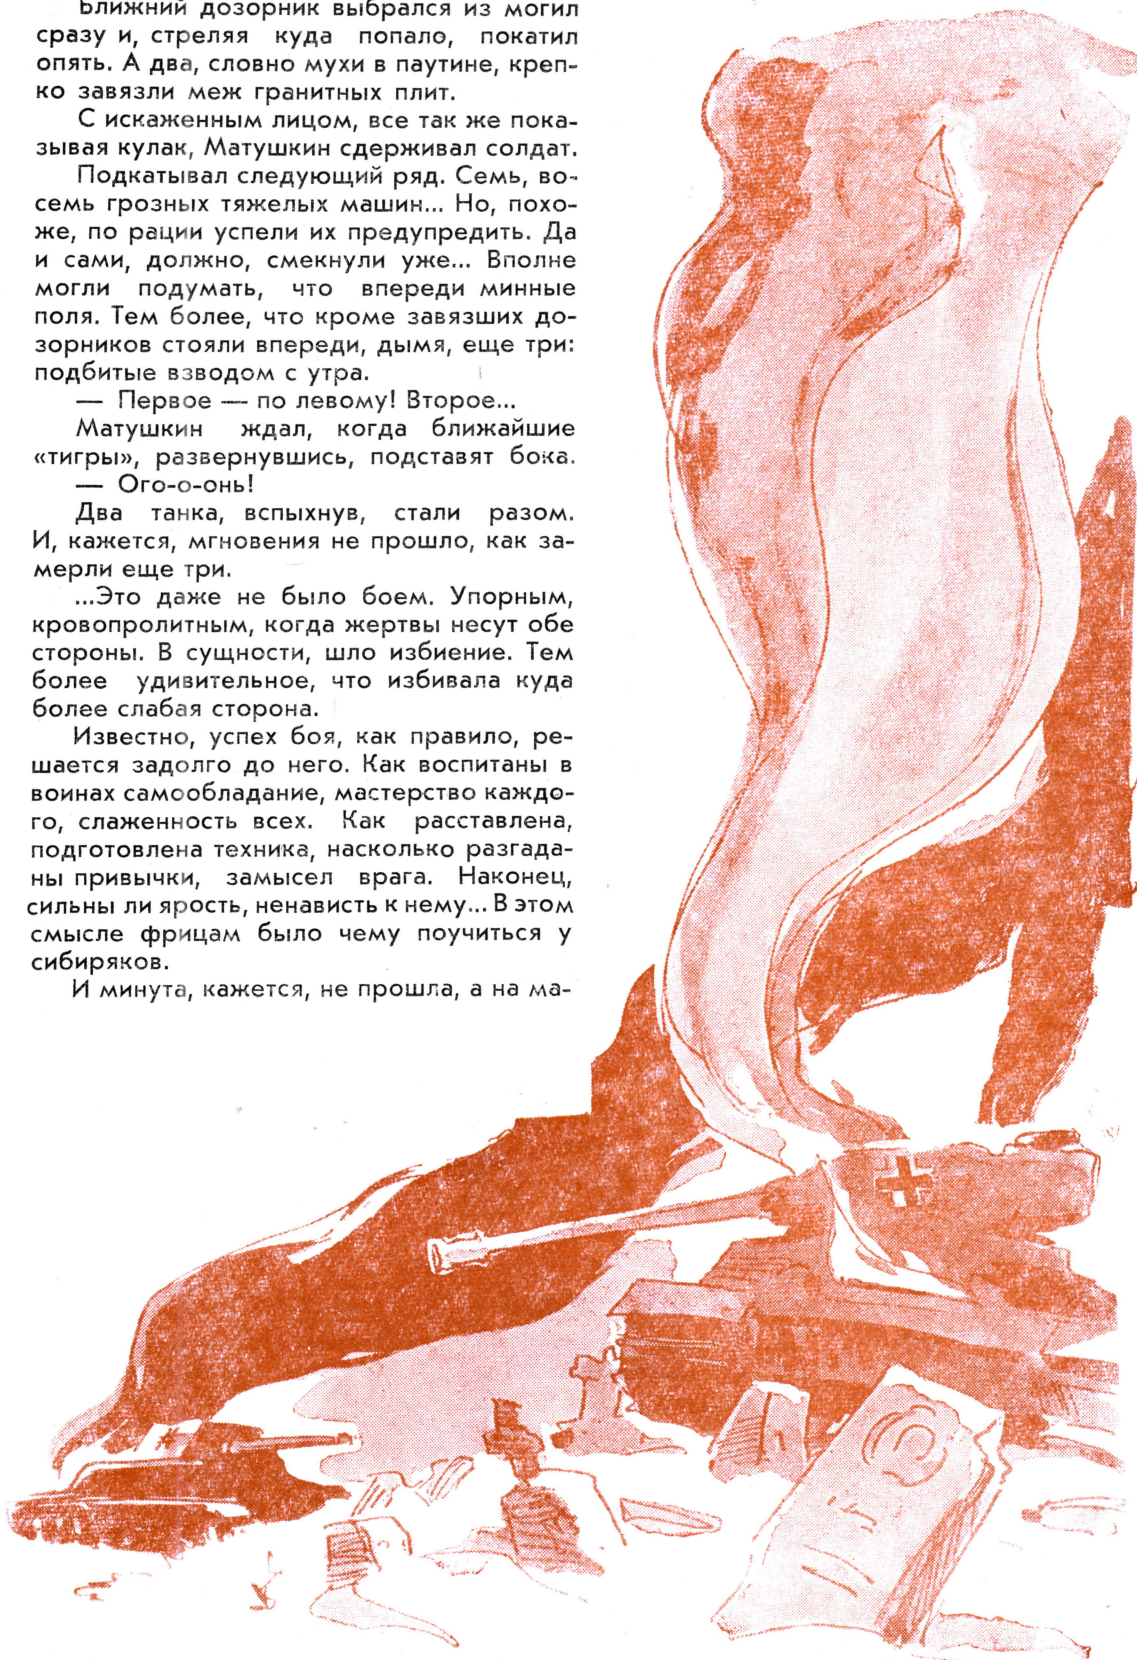 Ближний дозорник выбрался из могил
сразу и, стреляя куда попало, покатил
опять. А два, словно мухи в паутине, креп-
ко завязли меж гранитных плит.
С искаженным лицом, все так же пока-
зывая кулак, Матушкин сдерживал солдат.
Подкатывал следующий ряд. Семь, во-
семь грозных тяжелых машин... Но, похо-
же, по рации успели их предупредить. Да
и сами, должно, смекнули уже... Вполне
могли подумать, что впереди минные
поля. Тем более, что кроме завязших до-
зорников стояли впереди, дымя, еще три:
подбитые взводом с утра.
— Первое — по левому! Второе...
Матушкин ждал, когда ближайшие
«тигры», развернувшись, подставят бока.
— Ого-о-онь!
Два танка, вспыхнув, стали разом.
И, кажется, мгновения не прошло, как за-
мерли еще три.
...Это даже не было боем. Упорным,
кровопролитным, когда жертвы несут обе
стороны. В сущности, шло избиение. Тем
более удивительное, что избивала куда
более слабая сторона.
Известно, успех боя, как правило, ре-
шается задолго до него. Как воспитаны в
воинах самообладание, мастерство каждо-
го, слаженность всех. Как расставлена,
подготовлена техника, насколько разгада-
ны привычки, замысел врага. Наконец,
сильны ли ярость, ненависть к нему... В этом
смысле фрицам было чему поучиться у
сибиряков.
И минута, кажется, не прошла, а на ма-